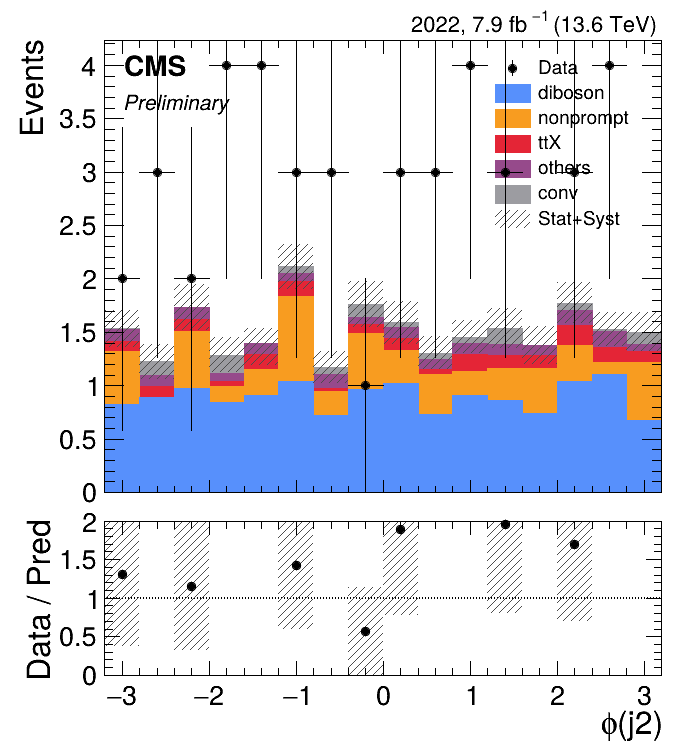 2022, 7.9 fb⁻¹ (13.6 TeV)
Events
CMS
Preliminary
Data
diboson
nonprompt
ttX
others
conv
Stat+Syst
4
3.5
3
2.5
2
1.5
1
0.5
0
Data / Pred
2
1.5
1
0.5
0
−3 −2 −1 0 1 2 3
ϕ(j2)